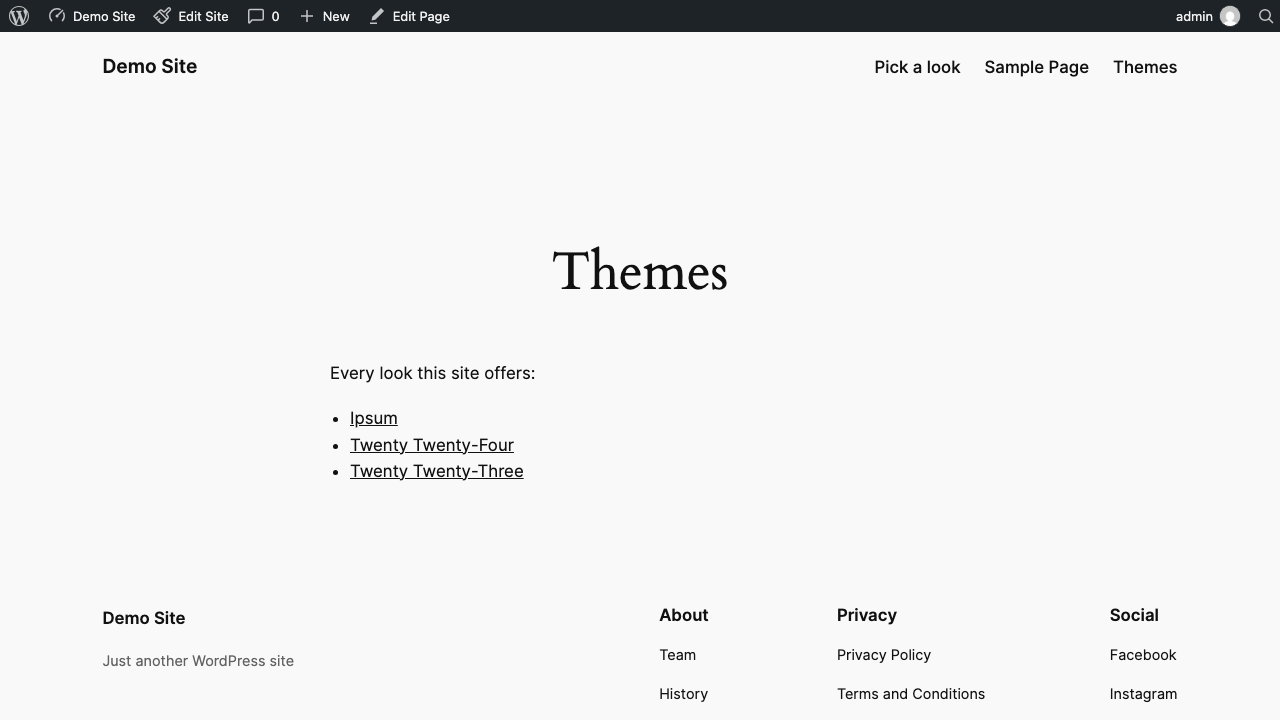 Demo Site Edit Site 0 New Edit Page admin
Demo Site Pick a look Sample Page Themes
Themes
Every look this site offers:
Ipsum
Twenty Twenty-Four
Twenty Twenty-Three
Demo Site
Just another WordPress site
About
Team
History
Privacy
Privacy Policy
Terms and Conditions
Social
Facebook
Instagram